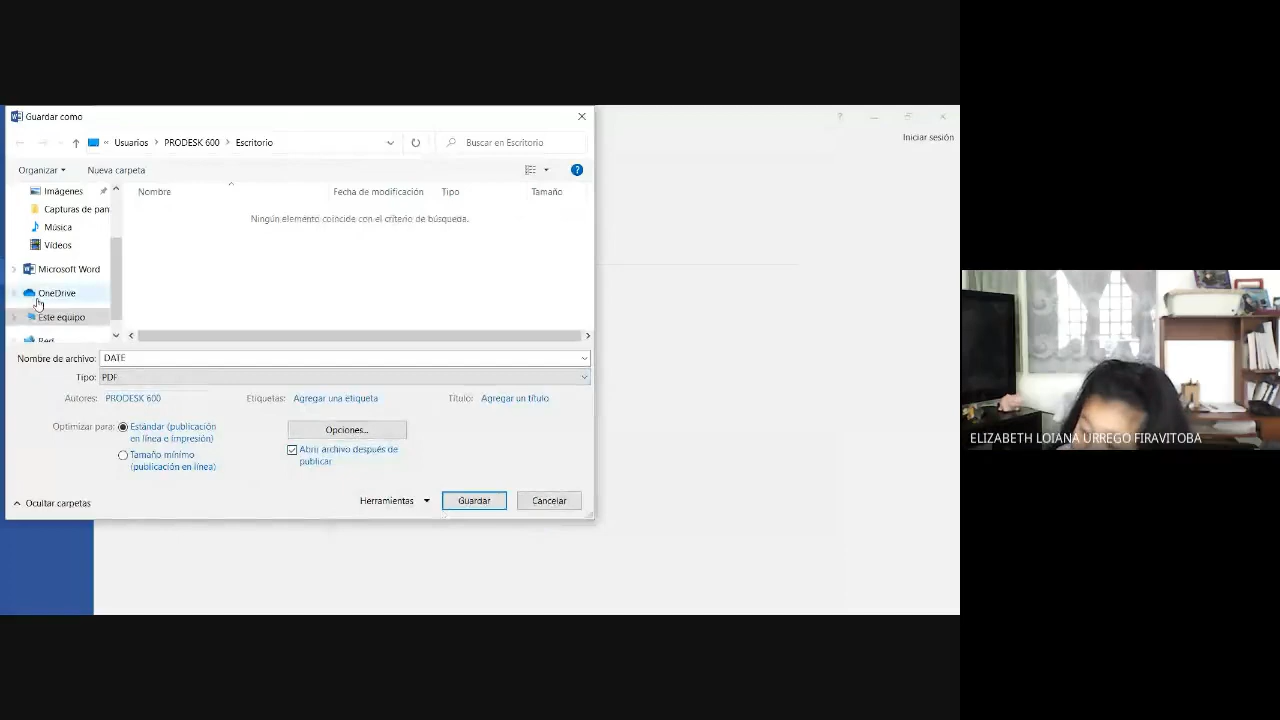 Guardar como
« Usuarios > PRODESK 600 > Escritorio
Buscar en Escritorio
Iniciar sesión
Organizar
Nueva carpeta
Imágenes
Nombre
Fecha de modificación
Tipo
Tamaño
Capturas de pan
Ningún elemento coincide con el criterio de búsqueda.
Música
Vídeos
Microsoft Word
OneDrive
Este equipo
Red
Nombre de archivo: DATE
Tipo: PDF
Autores: PRODESK 600
Etiquetas: Agregar una etiqueta
Título: Agregar un título
Optimizar para: Estándar (publicación
en línea e impresión)
Tamaño mínimo
(publicación en línea)
Opciones...
Abrir archivo después de
publicar
Ocultar carpetas
Herramientas
Guardar
Cancelar
ELIZABETH LOIANA URREGO FIRAVITOBA